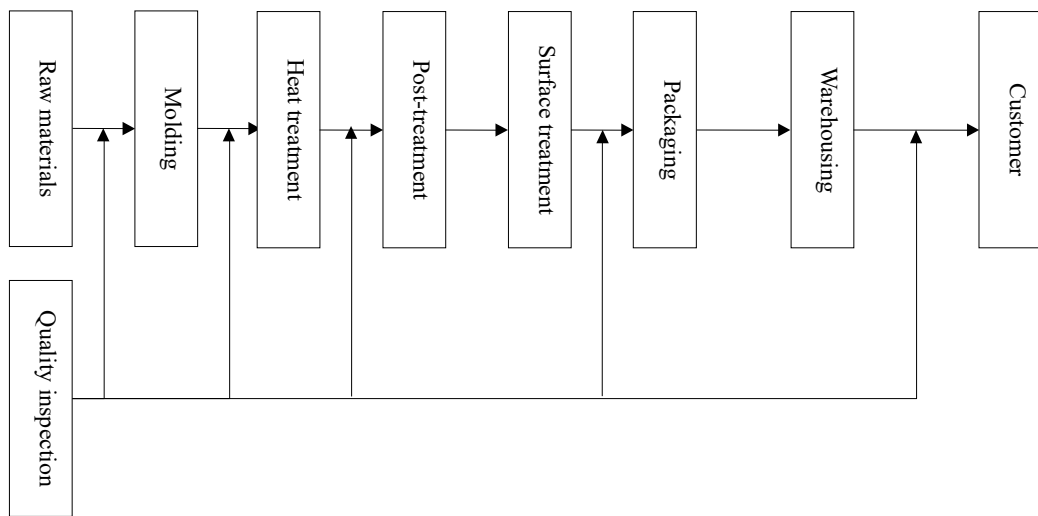 Raw materials
Molding
Heat treatment
Post-treatment
Surface treatment
Packaging
Warehousing
Customer
Quality inspection